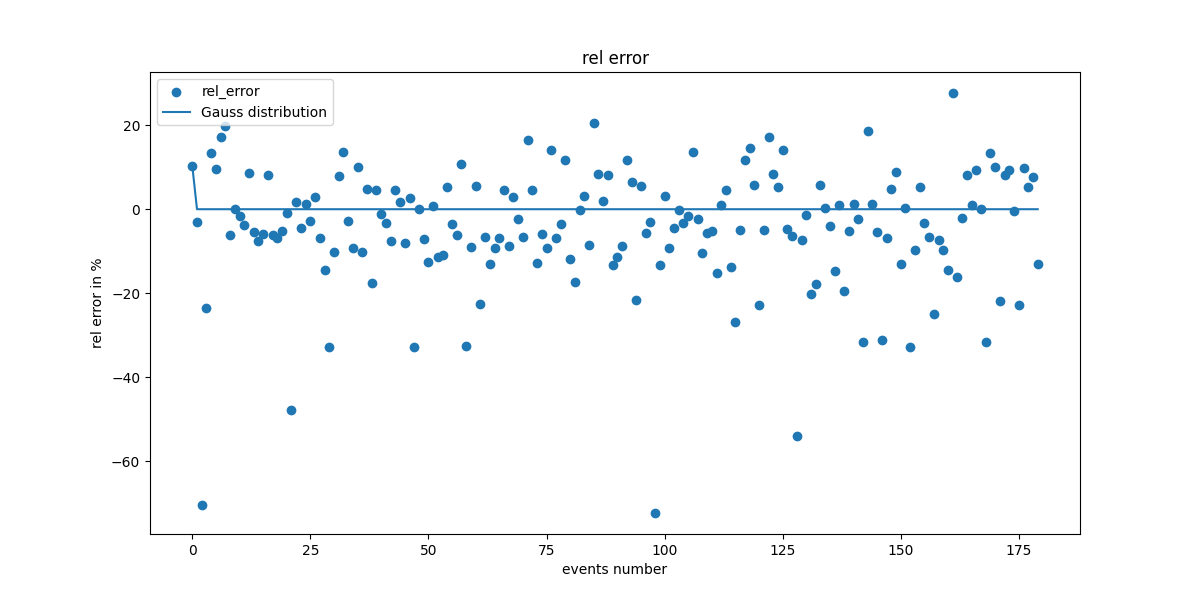 rel error
rel_error
Gauss distribution
rel error in %
20
0
−20
−40
−60
0
25
50
75
100
125
150
175
events number